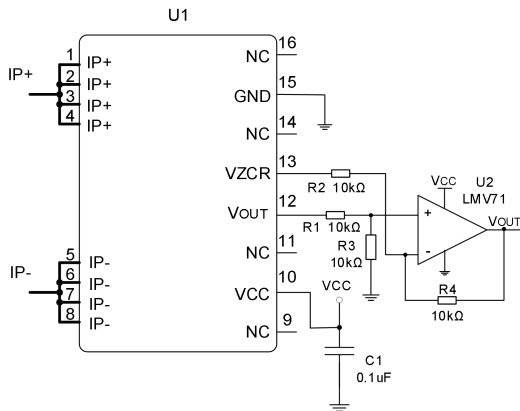 U1
IP+
1 IP+
2 IP+
3 IP+
4 IP+
IP-
5 IP-
6 IP-
7 IP-
8 IP-
NC 16
GND 15
NC 14
VZCR 13
VOUT 12
NC 11
VCC 10
NC 9
R2 10kΩ
R1 10kΩ
R3
10kΩ
VCC
U2
LMV71
+
-
VOUT
R4
10kΩ
VCC
C1
0.1uF